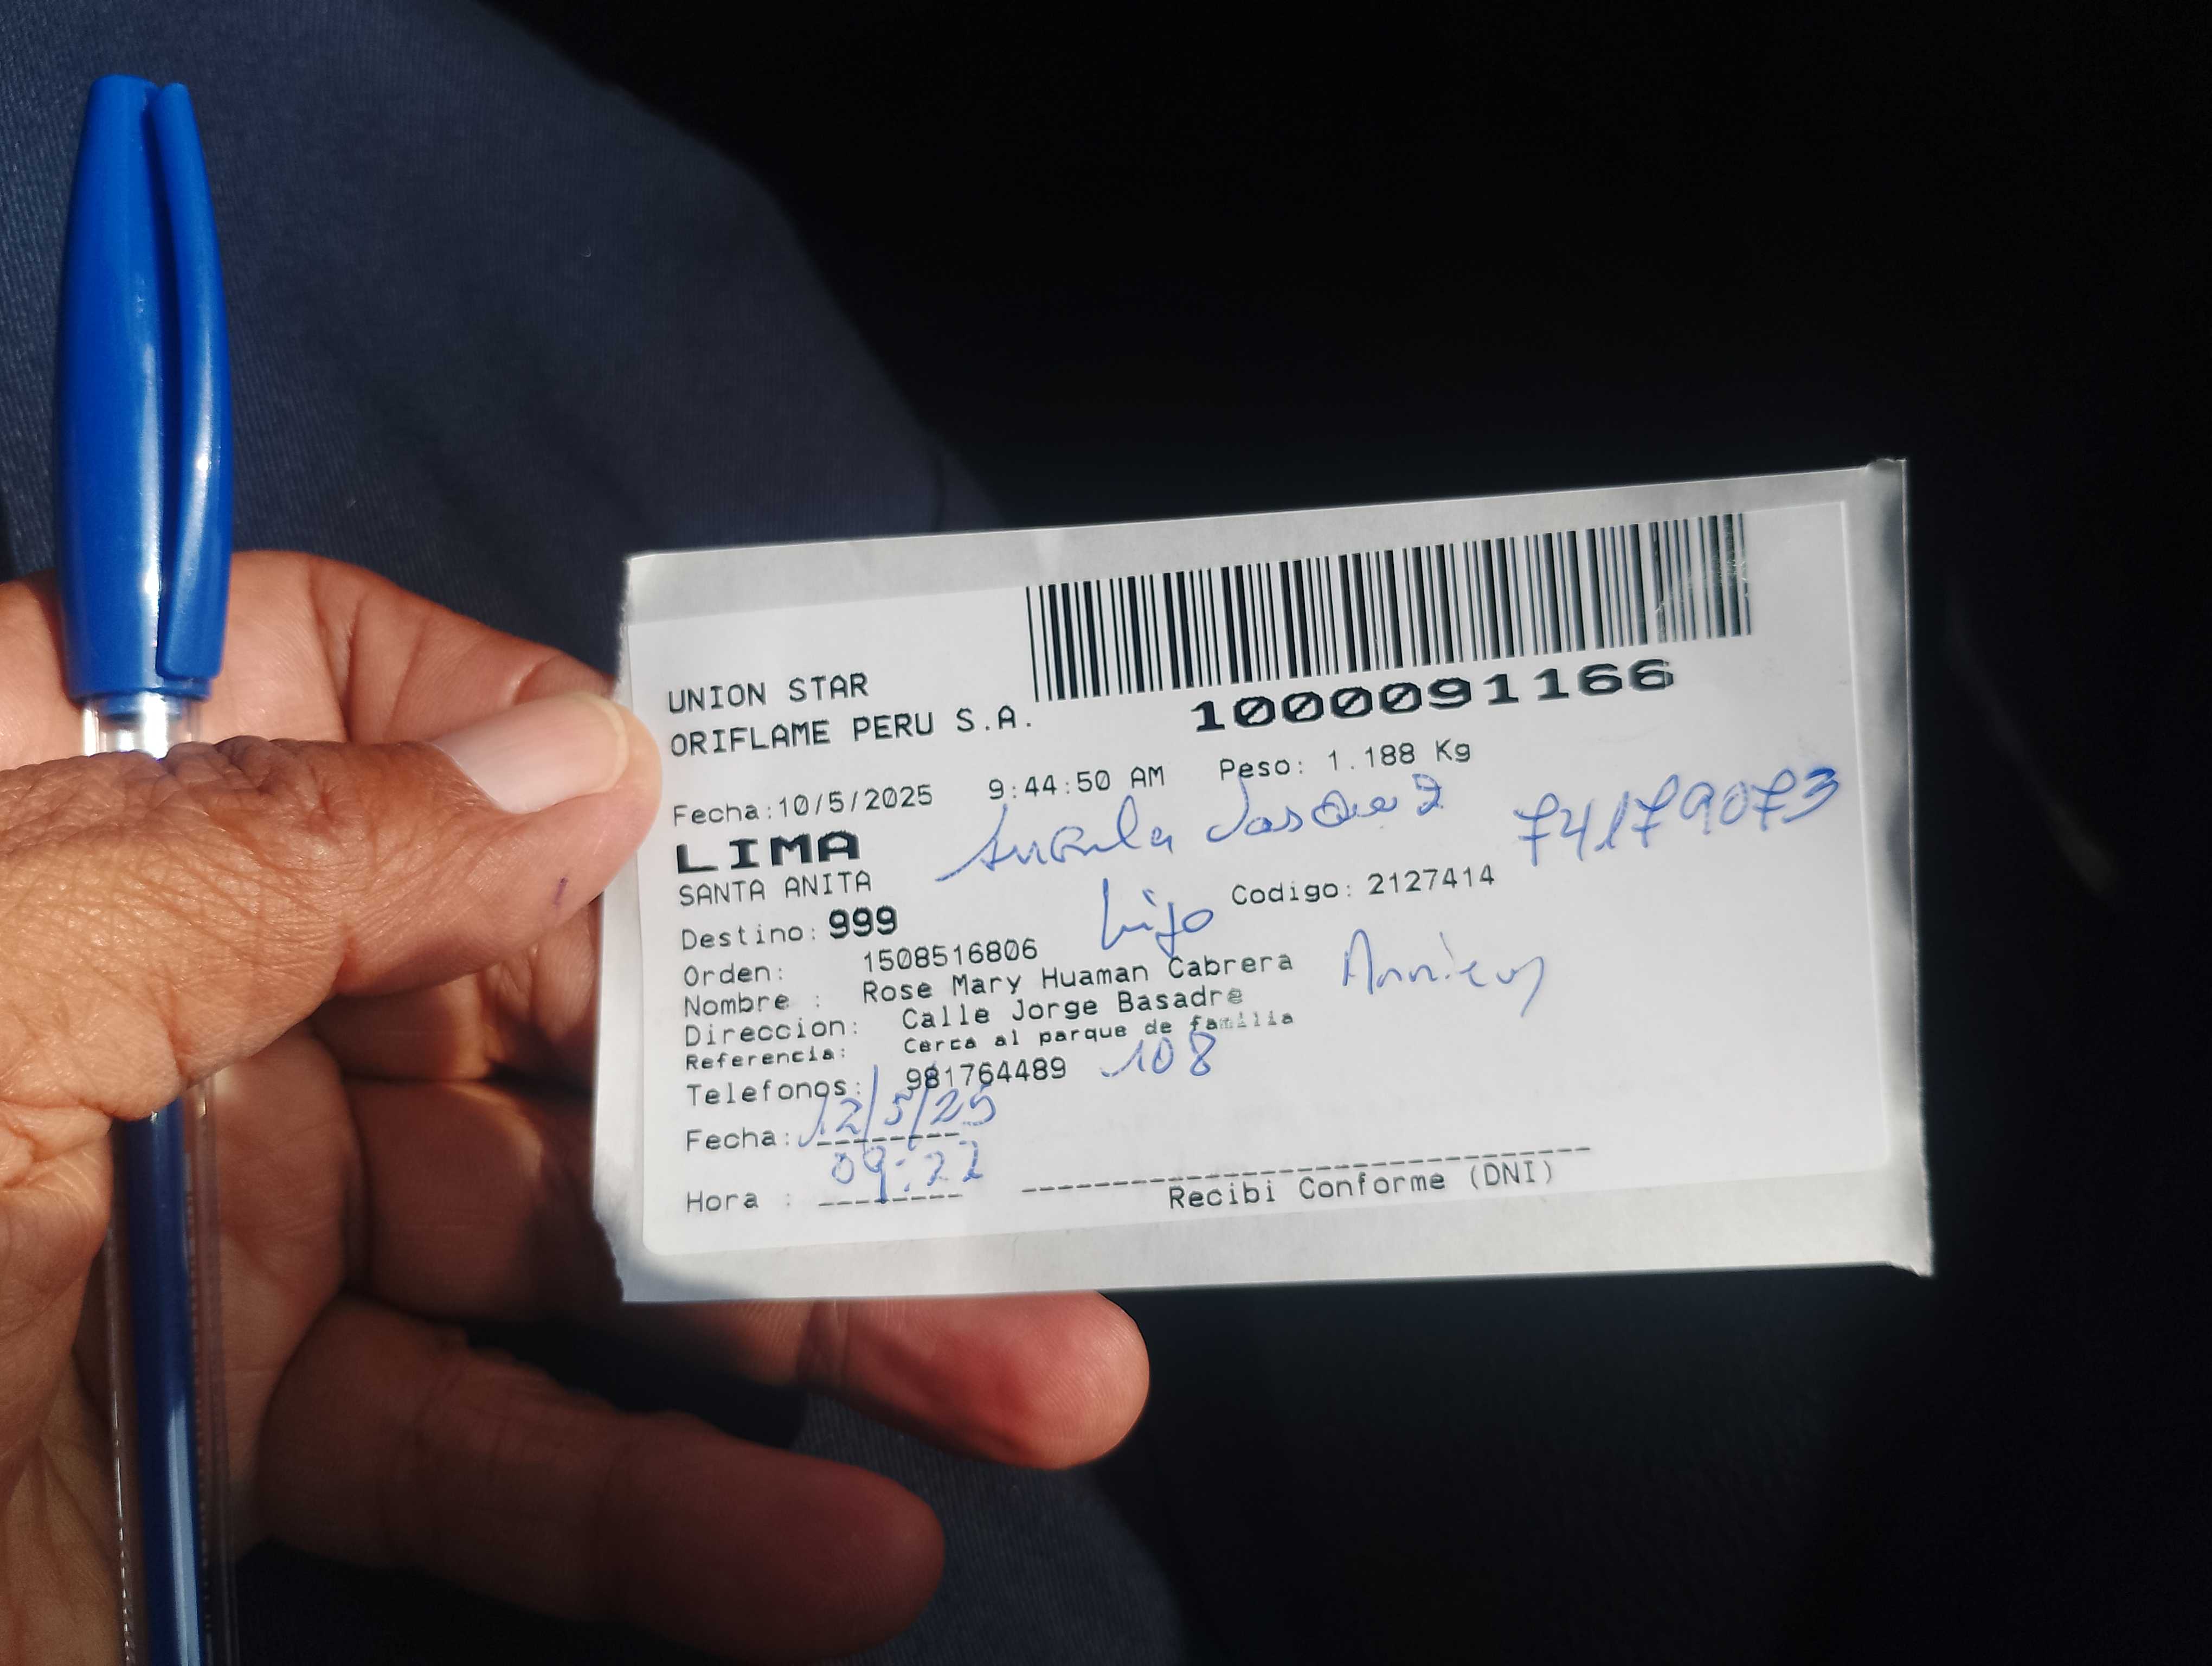 1000091166
UNION STAR
ORIFLAME PERU S.A.
Fecha:10/5/2025 9:44:50 AM Peso: 1.188 Kg
LIMA
74179073
SANTA ANITA
Codigo: 2127414
Destino: 999
Hijo
Orden: 1508516806
Nombre : Rose Mary Huaman Cabrera
Direccion: Calle Jorge Basadre
Referencia: Cerca al parque de familia
Telefonos: 981764489 108
Fecha: 12/5/25
Hora : 09:22
Recibi Conforme (DNI)